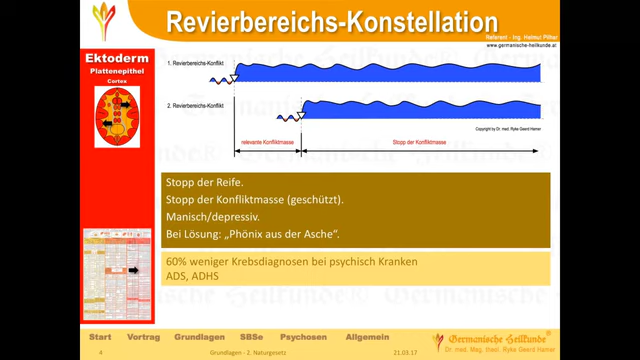 Revierbereichs-Konstellation
Referent - Ing. Helmut Pilhar
www.germanische-heilkunde.at
Ektoderm
Plattenepithel
Cortex
1. Revierbereichs-Konflikt
2. Revierbereichs-Konflikt
Copyright by Dr. med. Ryke Geerd Hamer
relevante Konfliktmasse
Stopp der Konfliktmasse
Stopp der Reife.
Stopp der Konfliktmasse (geschützt).
Manisch/depressiv.
Bei Lösung: „Phönix aus der Asche“.
60% weniger Krebsdiagnosen bei psychisch Kranken
ADS, ADHS
Start Vortrag Grundlagen SBSe Psychosen Allgemein
Germanische Heilkunde®
Dr. med. Mag. theol. Ryke Geerd Hamer
4 Grundlagen - 2. Naturgesetz 21.03.17